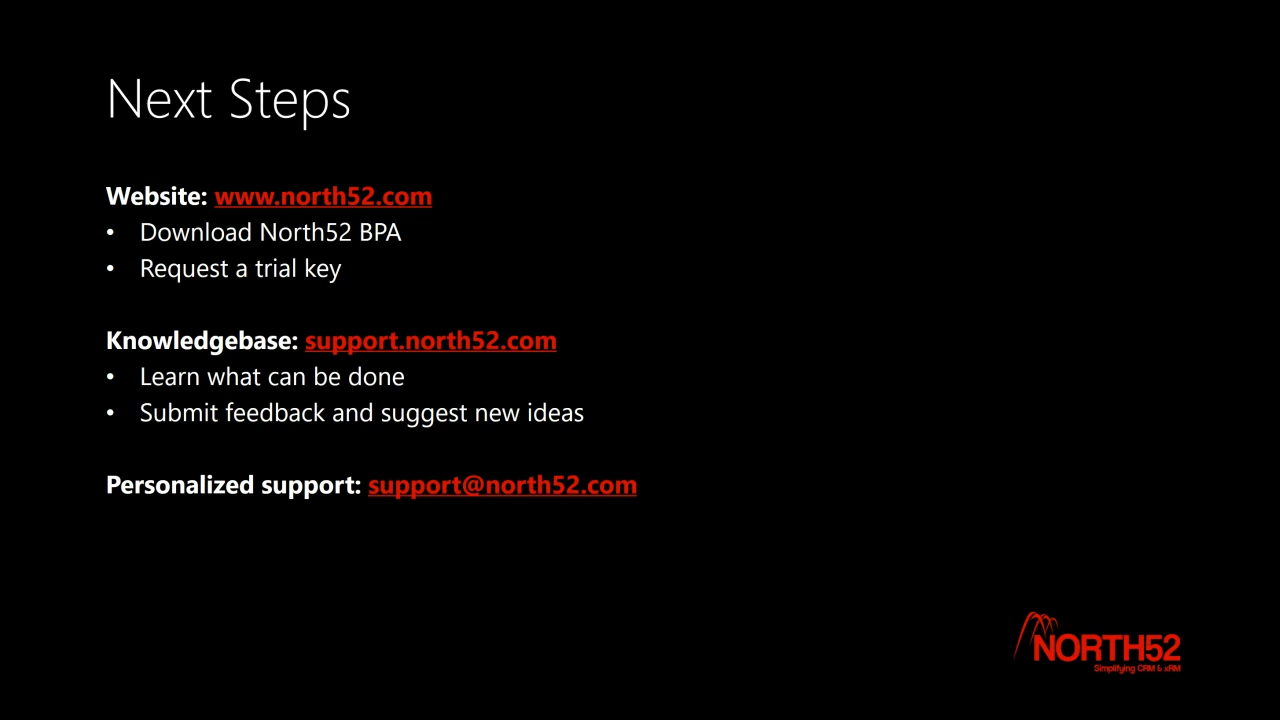 Next Steps
Website: www.north52.com
• Download North52 BPA
• Request a trial key
Knowledgebase: support.north52.com
• Learn what can be done
• Submit feedback and suggest new ideas
Personalized support: support@north52.com
NORTH52
Simplifying CRM & xRM